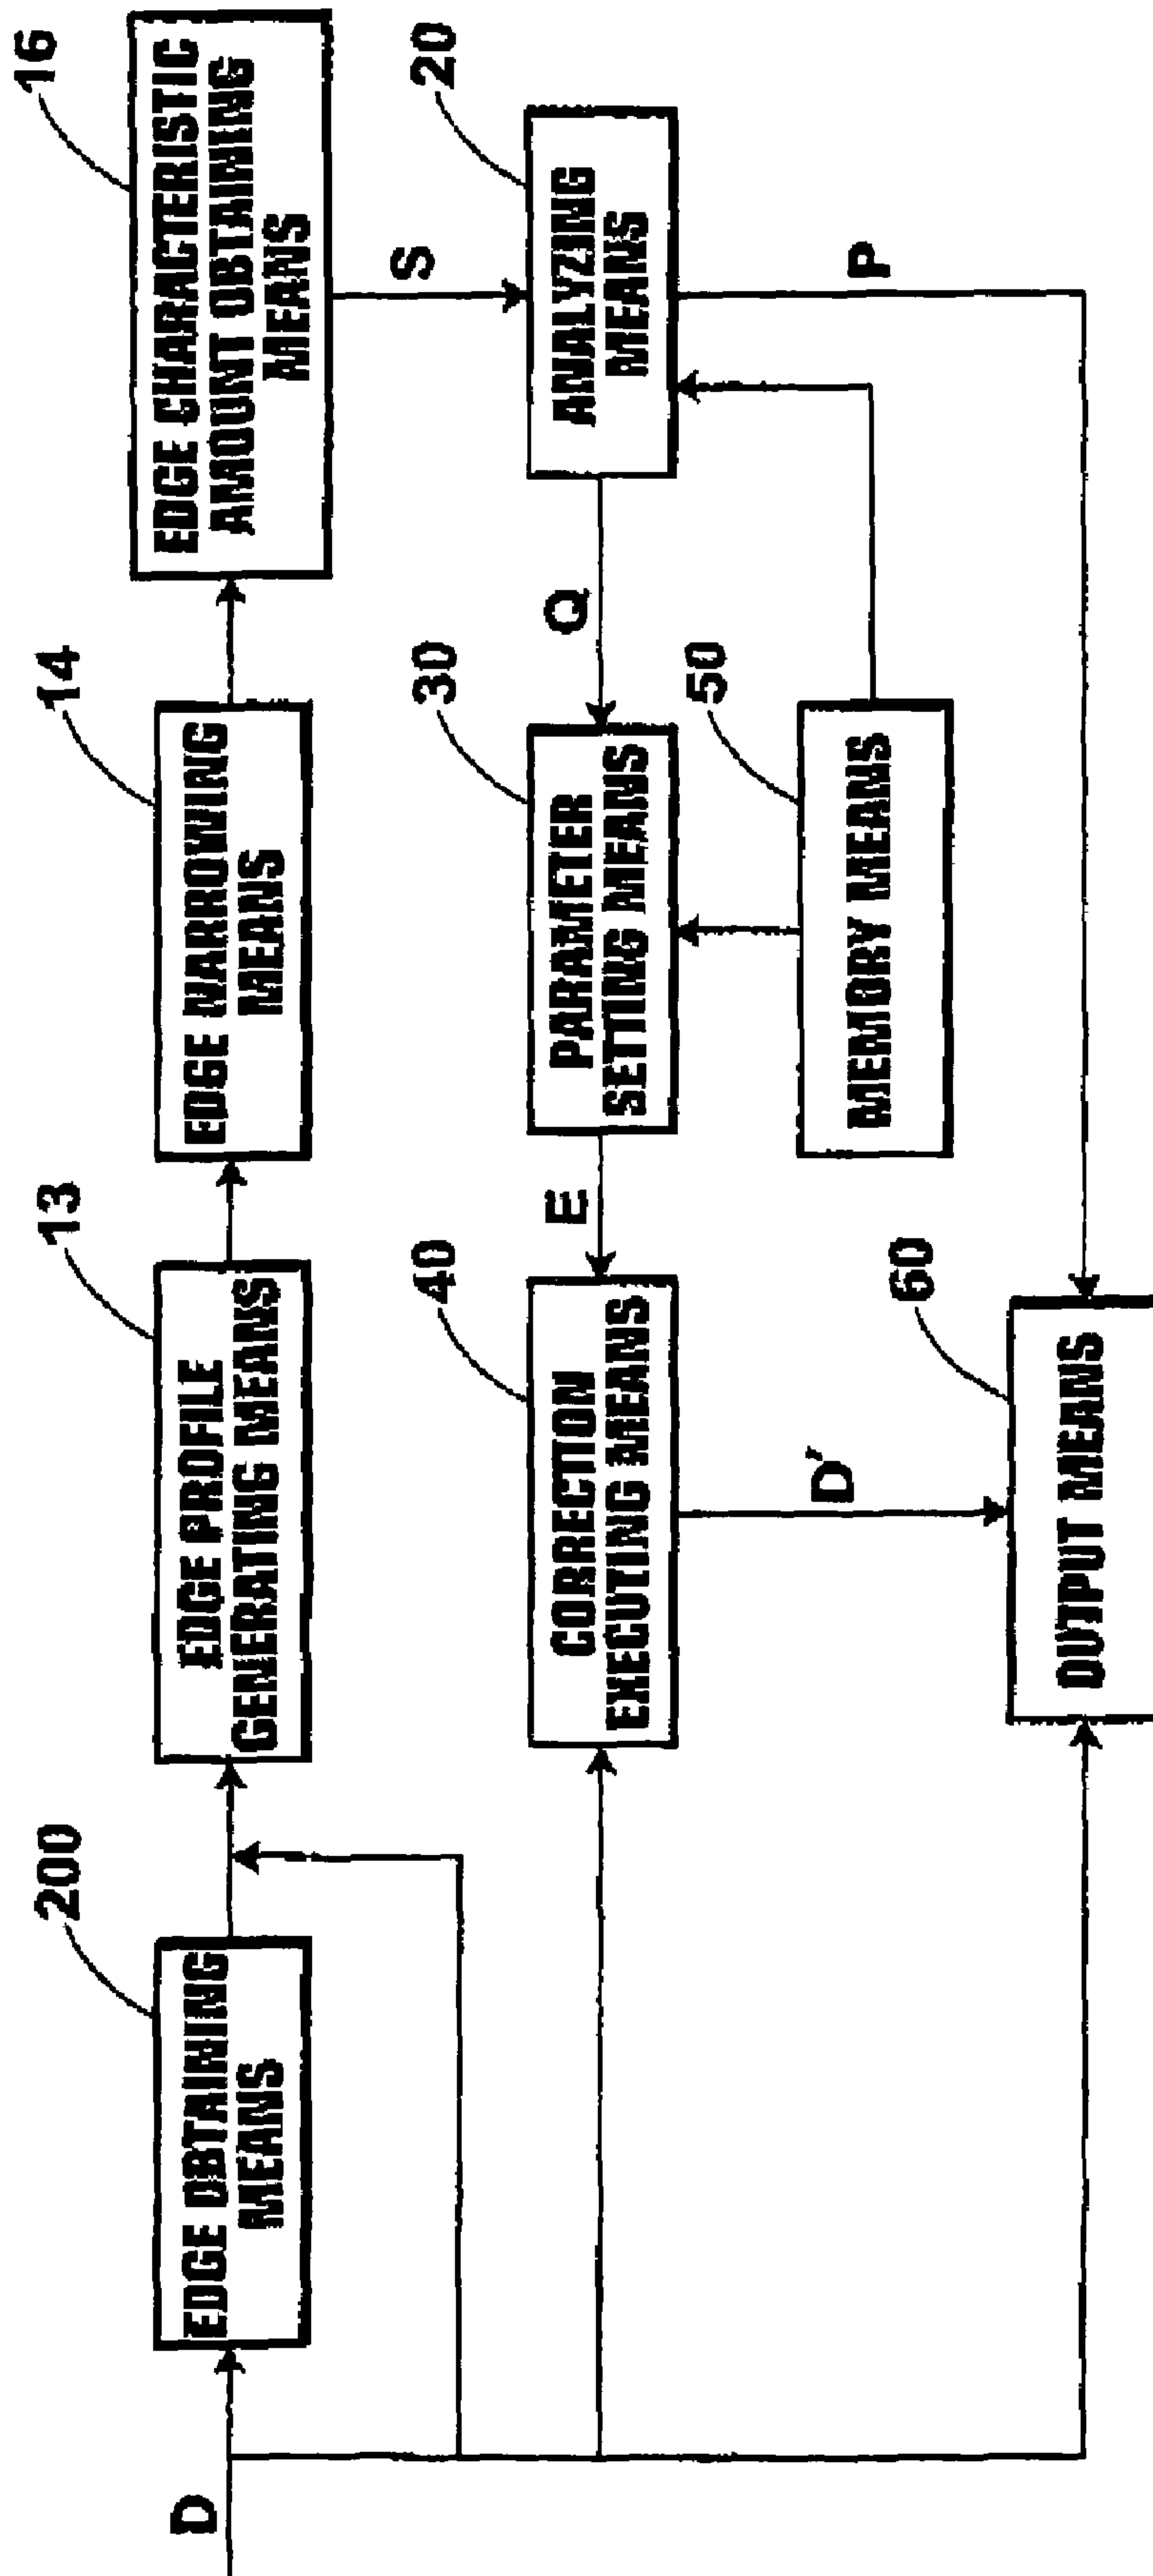 D
200
EDGE OBTAINING
MEANS
13
EDGE PROFILE
GENERATING MEANS
14
EDGE NARROWING
MEANS
16
EDGE CHARACTERISTIC
AMOUNT OBTAINING
MEANS
S
40
CORRECTION
EXECUTING MEANS
E
30
PARAMETER
SETTING MEANS
Q
20
ANALYZING
MEANS
D'
50
MEMORY MEANS
P
60
OUTPUT MEANS